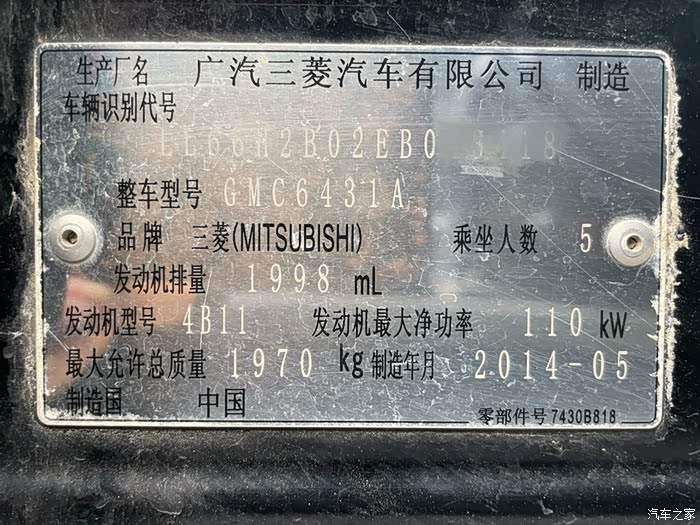 生产厂名 广汽三菱汽车有限公司 制造
车辆识别代号
LL66H2B02EB0
整车型号 GMC6431A
品牌 三菱(MITSUBISHI) 乘坐人数 5
发动机排量 1998 mL
发动机型号 4B11 发动机最大净功率 110 kW
最大允许总质量 1970 kg 制造年月 2014-05
制造国 中国
零部件号 7430B818
汽车之家